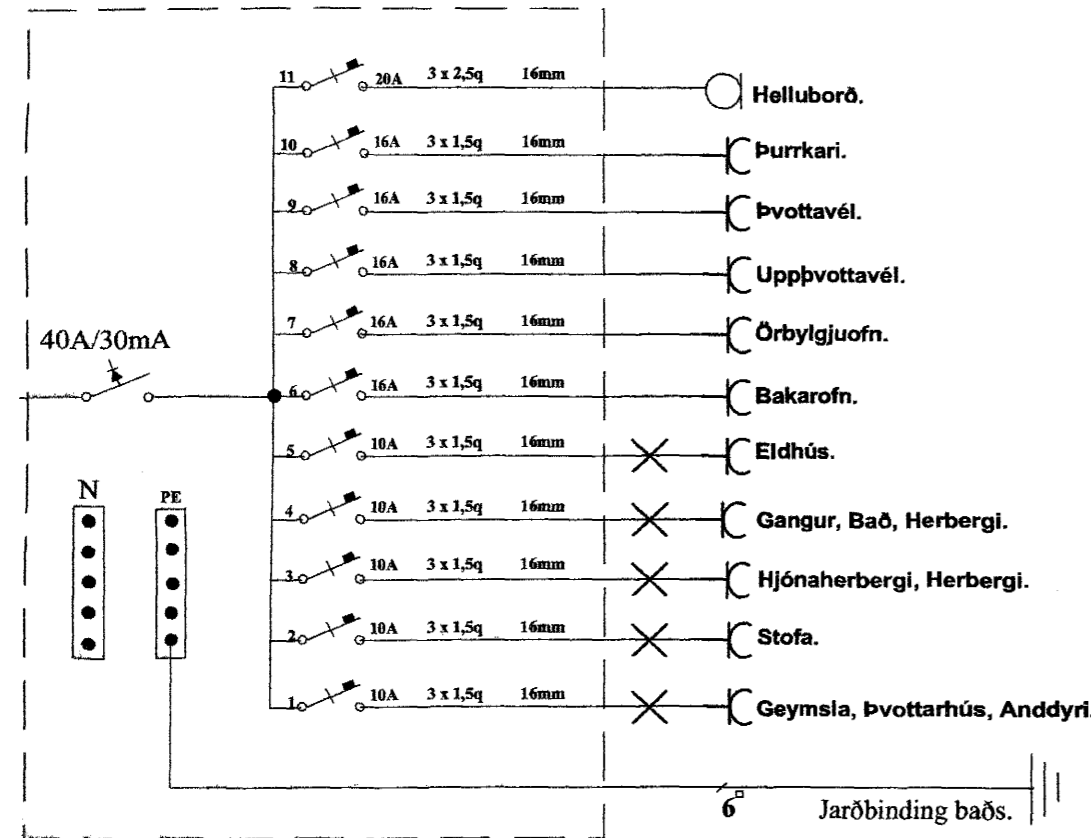 11 20A 3 x 2,5q 16mm Helluborð.
10 16A 3 x 1,5q 16mm Þurrkari.
9 16A 3 x 1,5q 16mm Þvottavél.
8 16A 3 x 1,5q 16mm Uppþvottavél.
7 16A 3 x 1,5q 16mm Örbylgjuofn.
40A/30mA
6 16A 3 x 1,5q 16mm Bakarofn.
5 10A 3 x 1,5q 16mm Eldhús.
N PE
4 10A 3 x 1,5q 16mm Gangur, Bað, Herbergi.
3 10A 3 x 1,5q 16mm Hjónaherbergi, Herbergi.
2 10A 3 x 1,5q 16mm Stofa.
1 10A 3 x 1,5q 16mm Geymsla, Þvottarhús, Anddyri.
6□ Jarðbinding baðs.